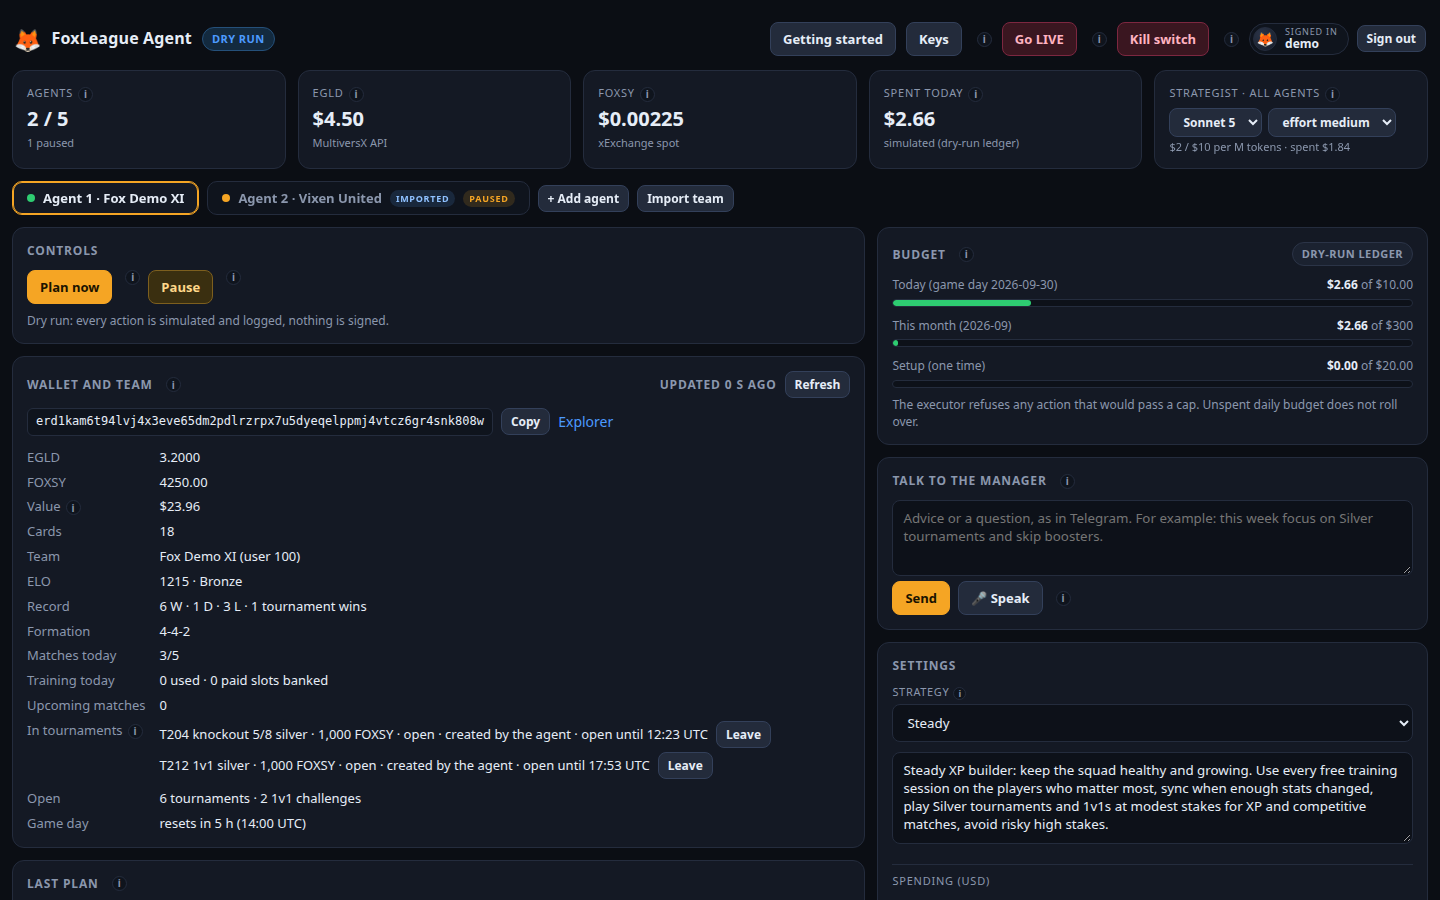 FoxLeague Agent DRY RUN
Getting started Keys i Go LIVE i Kill switch i SIGNED IN demo Sign out
AGENTS i
2 / 5
1 paused
EGLD i
$4.50
MultiversX API
FOXSY i
$0.00225
xExchange spot
SPENT TODAY i
$2.66
simulated (dry-run ledger)
STRATEGIST · ALL AGENTS i
Sonnet 5 effort medium
$2 / $10 per M tokens · spent $1.84
Agent 1 · Fox Demo XI Agent 2 · Vixen United IMPORTED PAUSED + Add agent Import team
CONTROLS
Plan now i Pause i
Dry run: every action is simulated and logged, nothing is signed.
WALLET AND TEAM i UPDATED 0 S AGO Refresh
erd1kam6t94lvj4x3eve65dm2pdlrzrpx7u5dyeqelppmj4vtcz6gr4snk808w Copy Explorer
EGLD 3.2000
FOXSY 4250.00
Value i $23.96
Cards 18
Team Fox Demo XI (user 100)
ELO 1215 · Bronze
Record 6 W · 1 D · 3 L · 1 tournament wins
Formation 4-4-2
Matches today 3/5
Training today 0 used · 0 paid slots banked
Upcoming matches 0
In tournaments i T204 knockout 5/8 silver · 1,000 FOXSY · open · created by the agent · open until 12:23 UTC Leave
T212 1v1 silver · 1,000 FOXSY · open · created by the agent · open until 17:53 UTC Leave
Open 6 tournaments · 2 1v1 challenges
Game day resets in 5 h (14:00 UTC)
LAST PLAN i
BUDGET i DRY-RUN LEDGER
Today (game day 2026-09-30) $2.66 of $10.00
This month (2026-09) $2.66 of $300
Setup (one time) $0.00 of $20.00
The executor refuses any action that would pass a cap. Unspent daily budget does not roll
over.
TALK TO THE MANAGER i
Advice or a question, as in Telegram. For example: this week focus on Silver
tournaments and skip boosters.
Send Speak i
SETTINGS
STRATEGY i
Steady
Steady XP builder: keep the squad healthy and growing. Use every free training
session on the players who matter most, sync when enough stats changed,
play Silver tournaments and 1v1s at modest stakes for XP and competitive
matches, avoid risky high stakes.
SPENDING (USD)